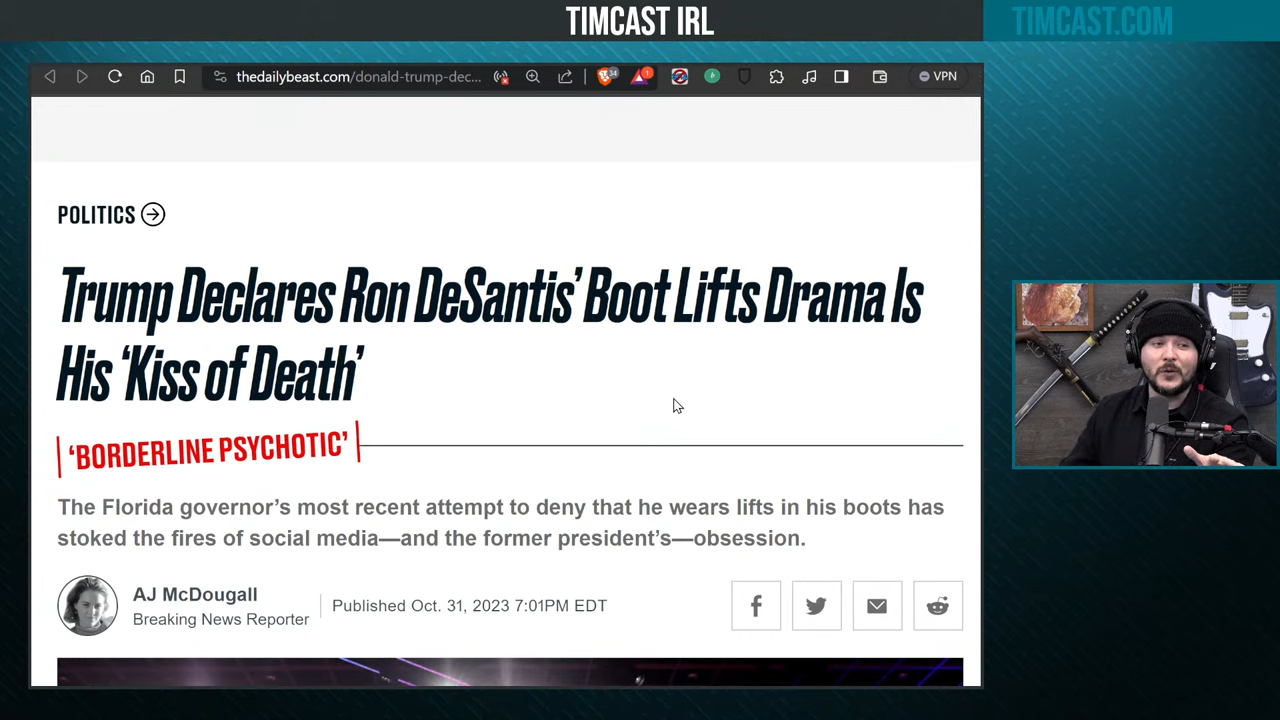 TIMCAST IRL
TIMCAST.COM
thedailybeast.com/donald-trump-dec...
34
1
VPN
POLITICS
Trump Declares Ron DeSantis’ Boot Lifts Drama Is
His ‘Kiss of Death’
‘BORDERLINE PSYCHOTIC’
The Florida governor’s most recent attempt to deny that he wears lifts in his boots has
stoked the fires of social media—and the former president’s—obsession.
AJ McDougall
Breaking News Reporter
Published Oct. 31, 2023 7:01PM EDT